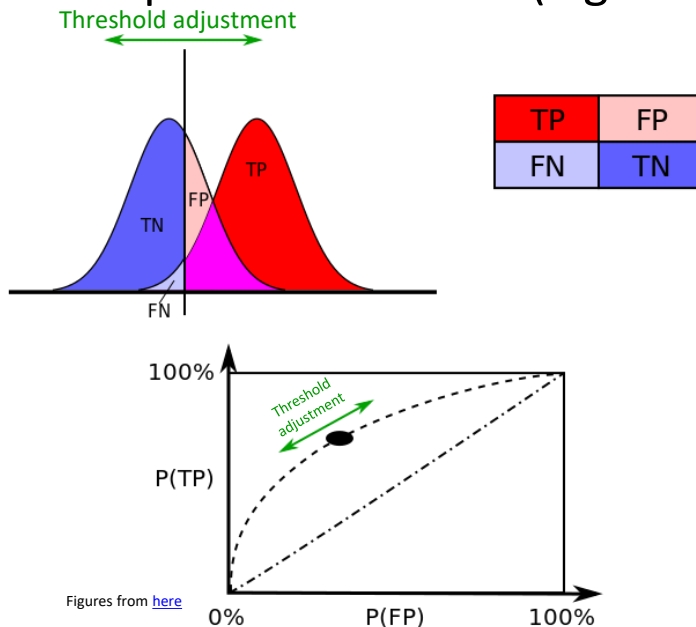 Threshold adjustment
TP FP
FN TN
TP
FP
TN
FN
100%
Threshold
adjustment
P(TP)
Figures from here
0% P(FP) 100%